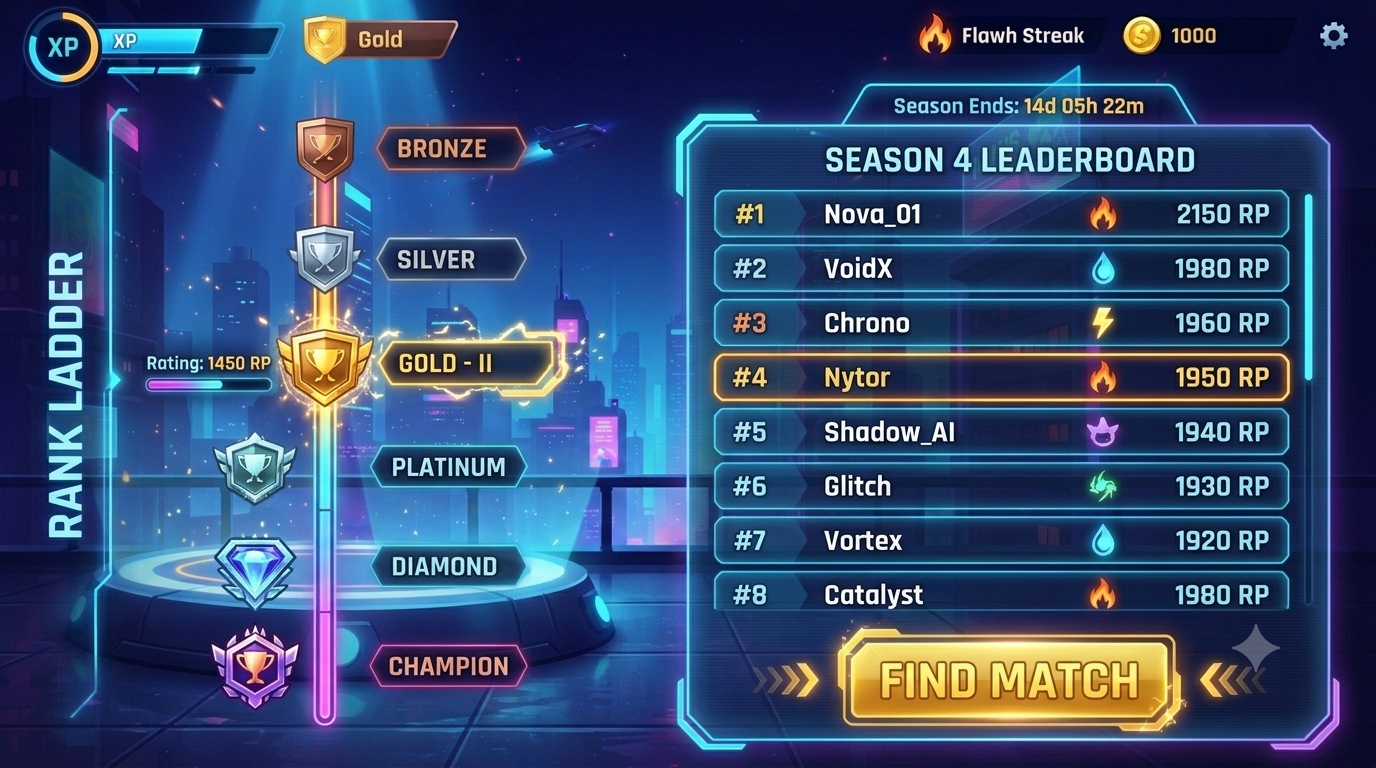 XP
XP
Gold
Flawh Streak
1000
RANK LADDER
BRONZE
SILVER
Rating: 1450 RP
GOLD - II
PLATINUM
DIAMOND
CHAMPION
Season Ends: 14d 05h 22m
SEASON 4 LEADERBOARD
#1 Nova_01 2150 RP
#2 VoidX 1980 RP
#3 Chrono 1960 RP
#4 Nytor 1950 RP
#5 Shadow_AI 1940 RP
#6 Glitch 1930 RP
#7 Vortex 1920 RP
#8 Catalyst 1980 RP
FIND MATCH